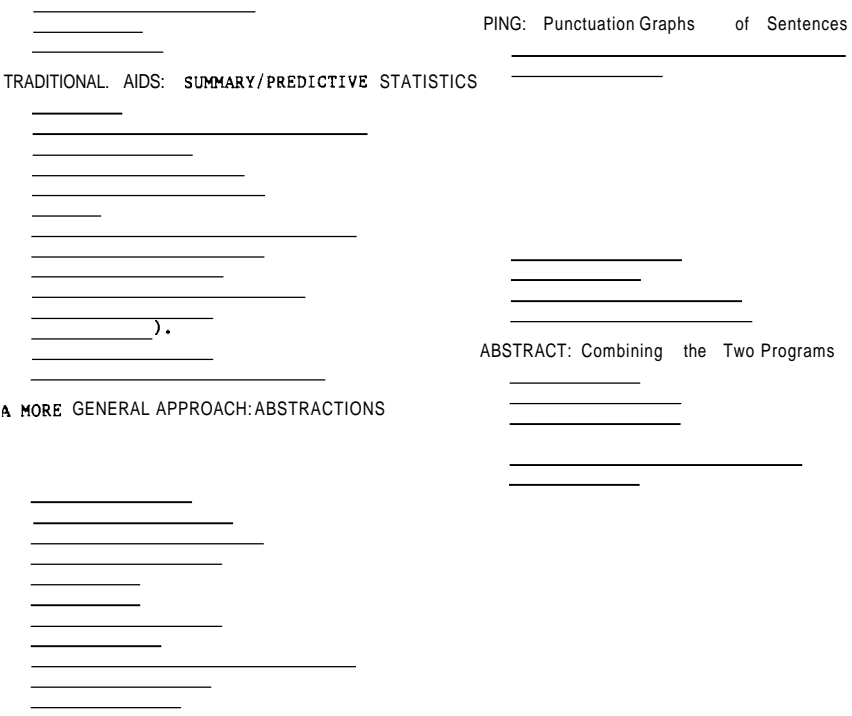 TRADITIONAL. AIDS: SUMMARY/PREDICTIVE STATISTICS
).
A MORE GENERAL APPROACH: ABSTRACTIONS
PING: Punctuation Graphs of Sentences
ABSTRACT: Combining the Two Programs